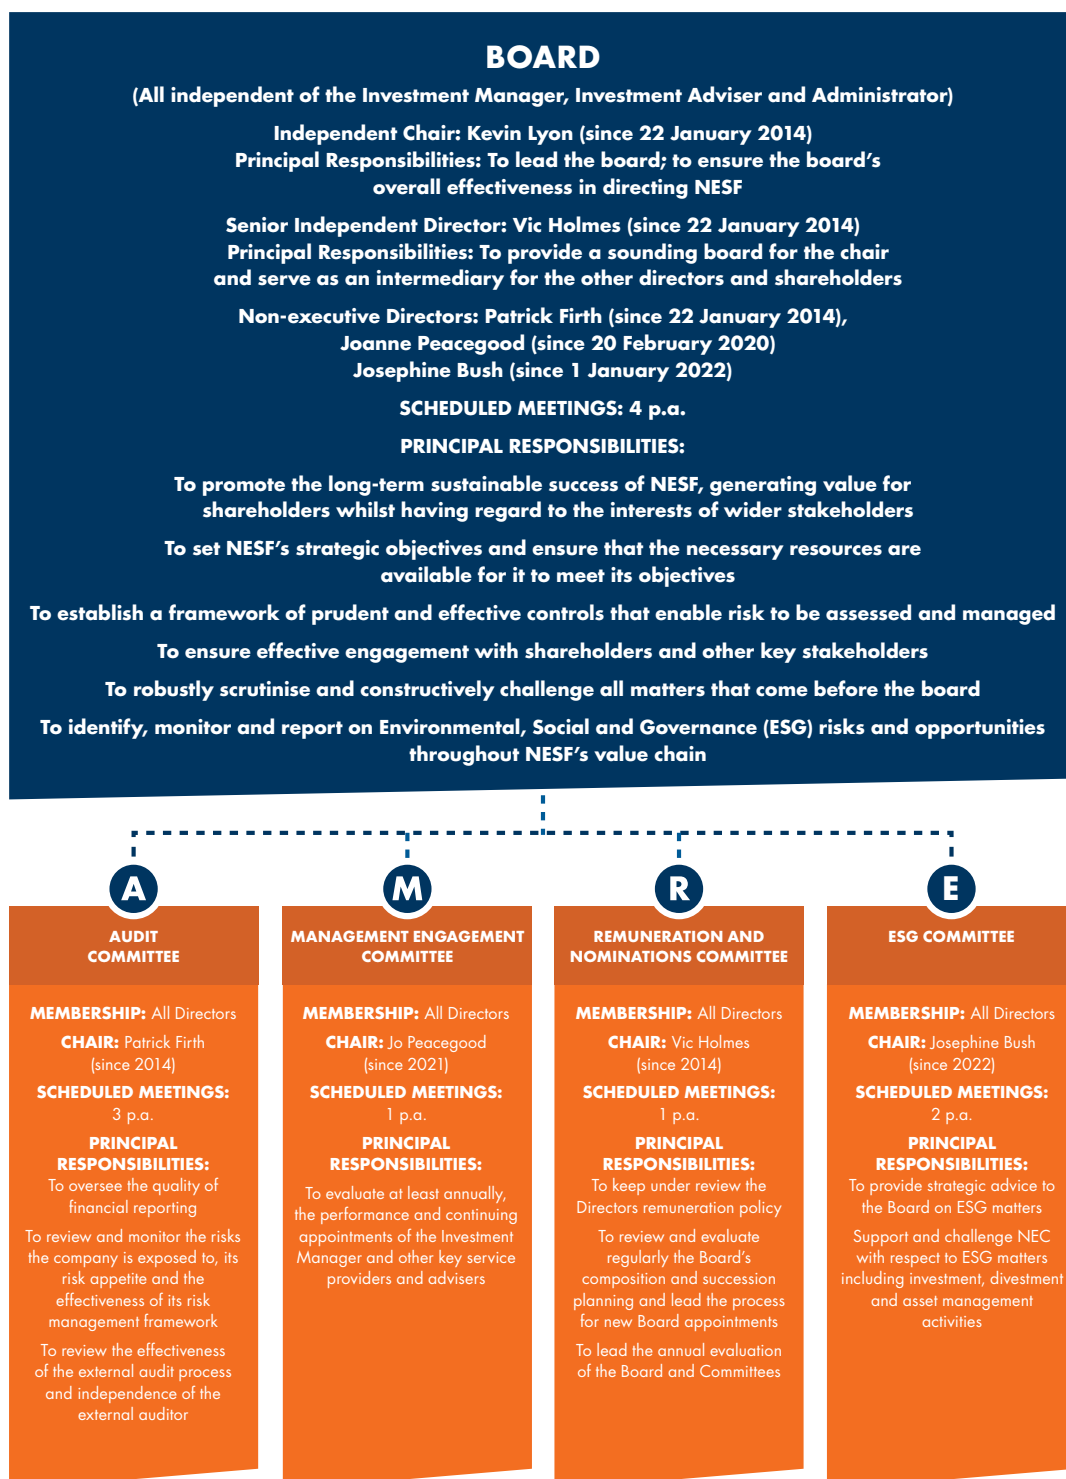 BOARD
(All independent of the Investment Manager, Investment Adviser and Administrator)
Independent Chair: Kevin Lyon (since 22 January 2014)
Principal Responsibilities: To lead the board; to ensure the board’s
overall effectiveness in directing NESF
Senior Independent Director: Vic Holmes (since 22 January 2014)
Principal Responsibilities: To provide a sounding board for the chair
and serve as an intermediary for the other directors and shareholders
Non-executive Directors: Patrick Firth (since 22 January 2014),
Joanne Peacegood (since 20 February 2020)
Josephine Bush (since 1 January 2022)
SCHEDULED MEETINGS: 4 p.a.
PRINCIPAL RESPONSIBILITIES:
To promote the long-term sustainable success of NESF, generating value for
shareholders whilst having regard to the interests of wider stakeholders
To set NESF’s strategic objectives and ensure that the necessary resources are
available for it to meet its objectives
To establish a framework of prudent and effective controls that enable risk to be assessed and managed
To ensure effective engagement with shareholders and other key stakeholders
To robustly scrutinise and constructively challenge all matters that come before the board
To identify, monitor and report on Environmental, Social and Governance (ESG) risks and opportunities
throughout NESF’s value chain
A
AUDIT
COMMITTEE
MEMBERSHIP: All Directors
CHAIR: Patrick Firth
(since 2014)
SCHEDULED MEETINGS:
3 p.a.
PRINCIPAL
RESPONSIBILITIES:
To oversee the quality of
financial reporting
To review and monitor the risks
the company is exposed to, its
risk appetite and the
effectiveness of its risk
management framework
To review the effectiveness
of the external audit process
and independence of the
external auditor
M
MANAGEMENT ENGAGEMENT
COMMITTEE
MEMBERSHIP: All Directors
CHAIR: Jo Peacegood
(since 2021)
SCHEDULED MEETINGS:
1 p.a.
PRINCIPAL
RESPONSIBILITIES:
To evaluate at least annually,
the performance and continuing
appointments of the Investment
Manager and other key service
providers and advisers
R
REMUNERATION AND
NOMINATIONS COMMITTEE
MEMBERSHIP: All Directors
CHAIR: Vic Holmes
(since 2014)
SCHEDULED MEETINGS:
1 p.a.
PRINCIPAL
RESPONSIBILITIES:
To keep under review the
Directors remuneration policy
To review and evaluate
regularly the Board’s
composition and succession
planning and lead the process
for new Board appointments
To lead the annual evaluation
of the Board and Committees
E
ESG COMMITTEE
MEMBERSHIP: All Directors
CHAIR: Josephine Bush
(since 2022)
SCHEDULED MEETINGS:
2 p.a.
PRINCIPAL
RESPONSIBILITIES:
To provide strategic advice to
the Board on ESG matters
Support and challenge NEC
with respect to ESG matters
including investment, divestment
and asset management
activities